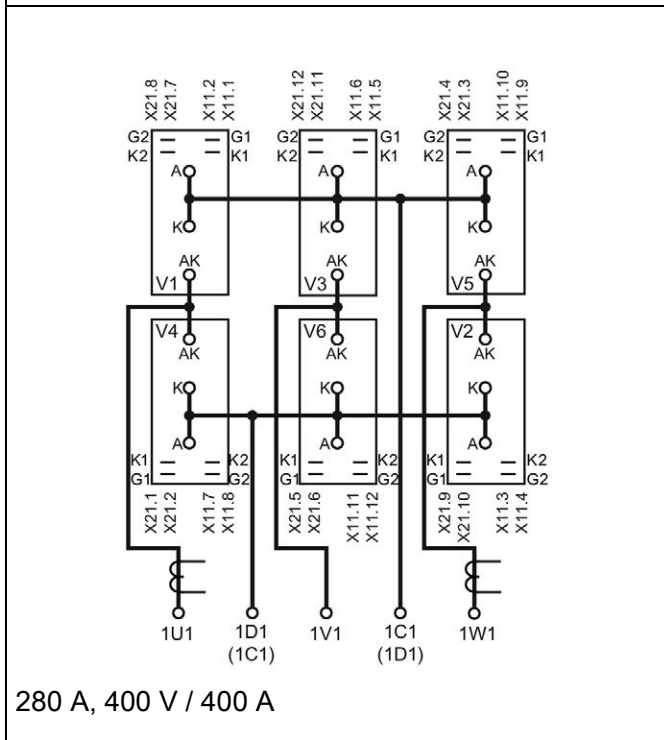 X21.8 X21.7 X11.2 X11.1 X21.12 X21.11 X11.6 X11.5 X21.4 X21.3 X11.10 X11.9
G2 G1 G2 G1 G2 G1
K2 K1 K2 K1 K2 K1
A A A
K K K
AK AK AK
V1 V3 V5
V4 V6 V2
AK AK AK
K K K
A A A
K1 K2 K1 K2 K1 K2
G1 G2 G1 G2 G1 G2
X21.1 X21.2 X11.7 X11.8 X21.5 X21.6 X11.11 X11.12 X21.9 X21.10 X11.3 X11.4
1U1 1D1 1V1 1C1 1W1
(1C1) (1D1)
280 A, 400 V / 400 A